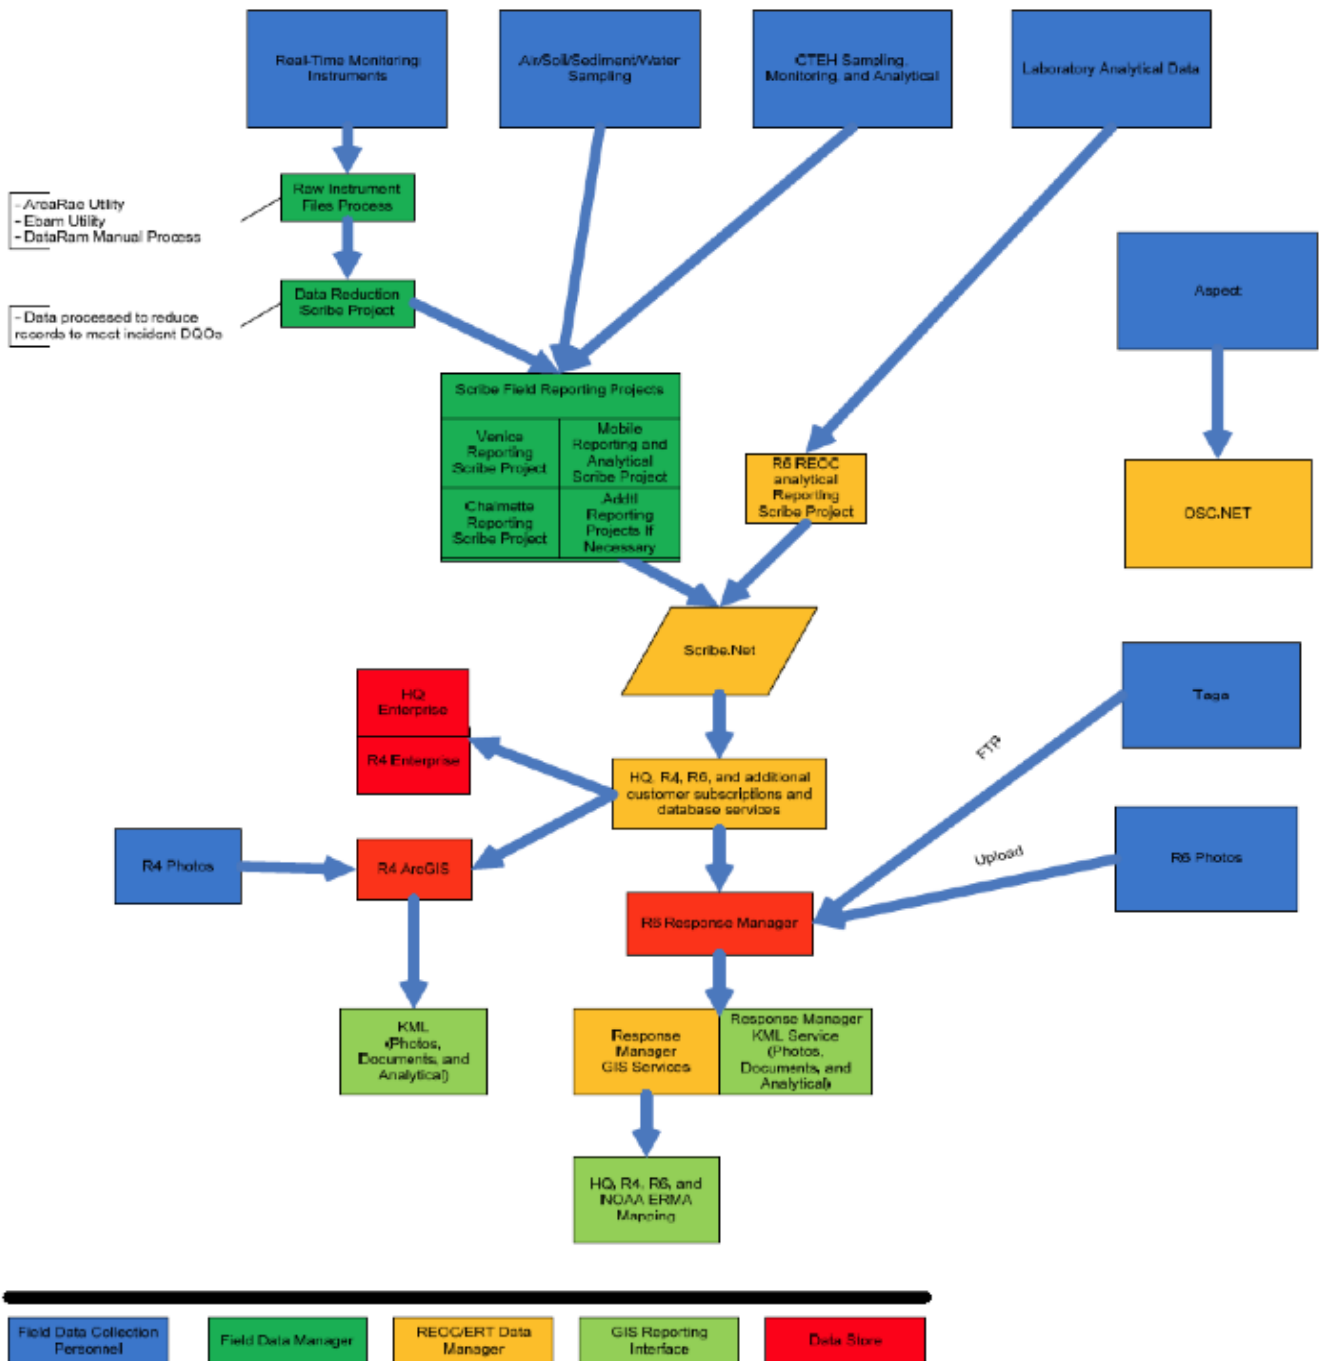 Real-Time Monitoring
Instruments
Air/Soil/Sediment/Water
Sampling
CTEH Sampling,
Monitoring, and Analytical
Laboratory Analytical Data
Raw Instrument
Files Process
- AreaRae Utility
- Ebam Utility
- DataRam Manual Process
Aspect
Data Reduction
Scribe Project
- Data processed to reduce
records to meet incident DQOs
Scribe Field Reporting Projects
Venice
Reporting
Scribe Project
Mobile
Reporting and
Analytical
Scribe Project
Chalmette
Reporting
Scribe Project
Addtl
Reporting
Projects If
Necessary
R6 REOC
analytical
Reporting
Scribe Project
OSC.NET
Scribe.Net
HQ
Enterprise
R4 Enterprise
Taga
FTP
HQ, R4, R6, and additional
customer subscriptions and
database services
R4 Photos
R4 ArcGIS
Upload
R6 Photos
R6 Response Manager
KML
(Photos,
Documents, and
Analytical)
Response
Manager
GIS Services
Response Manager
KML Service
(Photos,
Documents, and
Analytical)
HQ, R4, R6, and
NOAA ERMA
Mapping
Field Data Collection
Personnel
Field Data Manager
REOC/ERT Data
Manager
GIS Reporting
Interface
Data Store